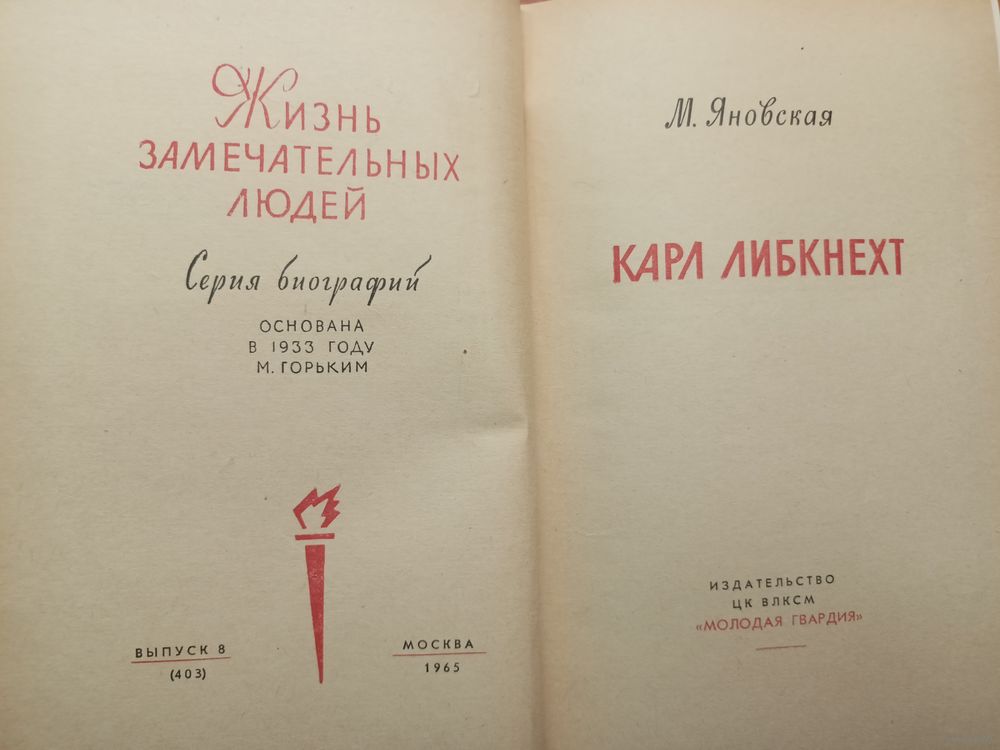 Жизнь
ЗАМЕЧАТЕЛЬНЫХ
ЛЮДЕЙ
Серия биографий
ОСНОВАНА
В 1933 ГОДУ
М. ГОРЬКИМ
ВЫПУСК 8
(403)
МОСКВА
1965
М. Яновская
КАРЛ ЛИБКНЕХТ
ИЗДАТЕЛЬСТВО
ЦК ВЛКСМ
«МОЛОДАЯ ГВАРДИЯ»